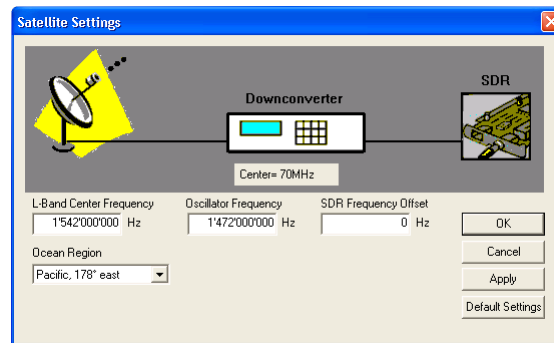 Satellite Settings
SDR
Downconverter
Center= 70MHz
L-Band Center Frequency
Oscillator Frequency
SDR Frequency Offset
1'542'000'000 Hz
1'472'000'000 Hz
0 Hz
OK
Ocean Region
Cancel
Pacific, 178° east
Apply
Default Settings